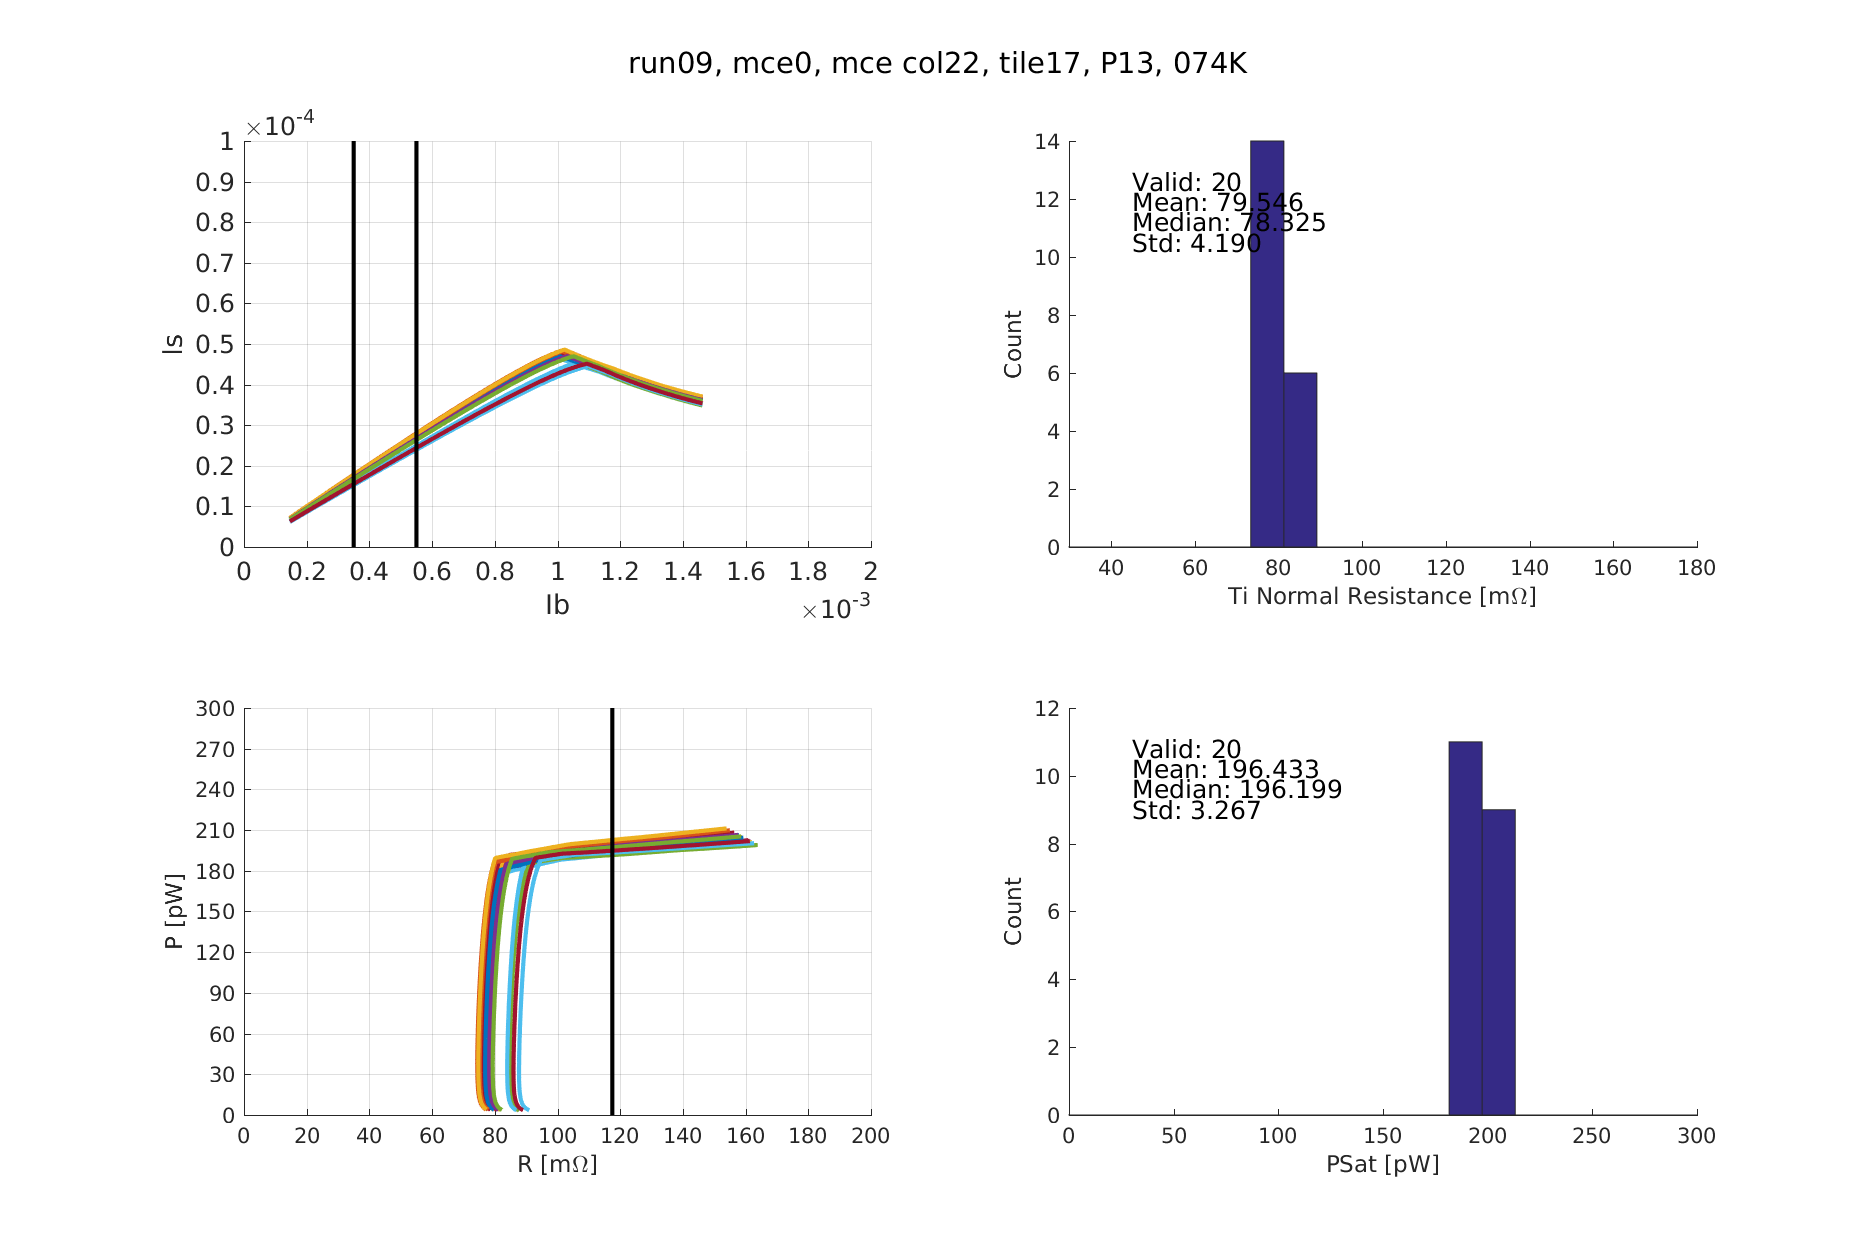 run09, mce0, mce col22, tile17, P13, 074K
×10-4
1
0.9
0.8
0.7
0.6
0.5
0.4
0.3
0.2
0.1
0
Is
0 0.2 0.4 0.6 0.8 1 1.2 1.4 1.6 1.8 2
Ib
×10-3
14
12
10
8
6
4
2
0
Count
Valid: 20
Mean: 79.546
Median: 78.325
Std: 4.190
40 60 80 100 120 140 160 180
Ti Normal Resistance [mΩ]
300
270
240
210
180
150
120
90
60
30
0
P [pW]
0 20 40 60 80 100 120 140 160 180 200
R [mΩ]
12
10
8
6
4
2
0
Count
Valid: 20
Mean: 196.433
Median: 196.199
Std: 3.267
0 50 100 150 200 250 300
PSat [pW]